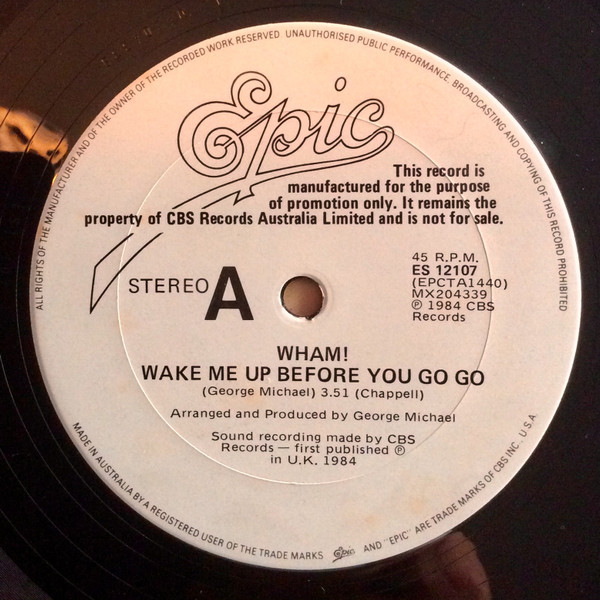 ALL RIGHTS OF THE MANUFACTURER AND OF THE OWNER OF THE RECORDED WORK RESERVED UNAUTHORISED PUBLIC PERFORMANCE, BROADCASTING AND COPYING OF THIS RECORD PROHIBITED
Epic
This record is
manufactured for the purpose
of promotion only. It remains the
property of CBS Records Australia Limited and is not for sale.
STEREO A
45 R.P.M.
ES 12107
(EPCTA1440)
MX204339
℗ 1984 CBS
Records
WHAM!
WAKE ME UP BEFORE YOU GO GO
(George Michael) 3.51 (Chappell)
Arranged and Produced by George Michael
Sound recording made by CBS
Records — first published ℗
in U.K. 1984
MADE IN AUSTRALIA BY A REGISTERED USER OF THE TRADE MARKS Epic AND "EPIC" ARE TRADE MARKS OF CBS INC., U.S.A.